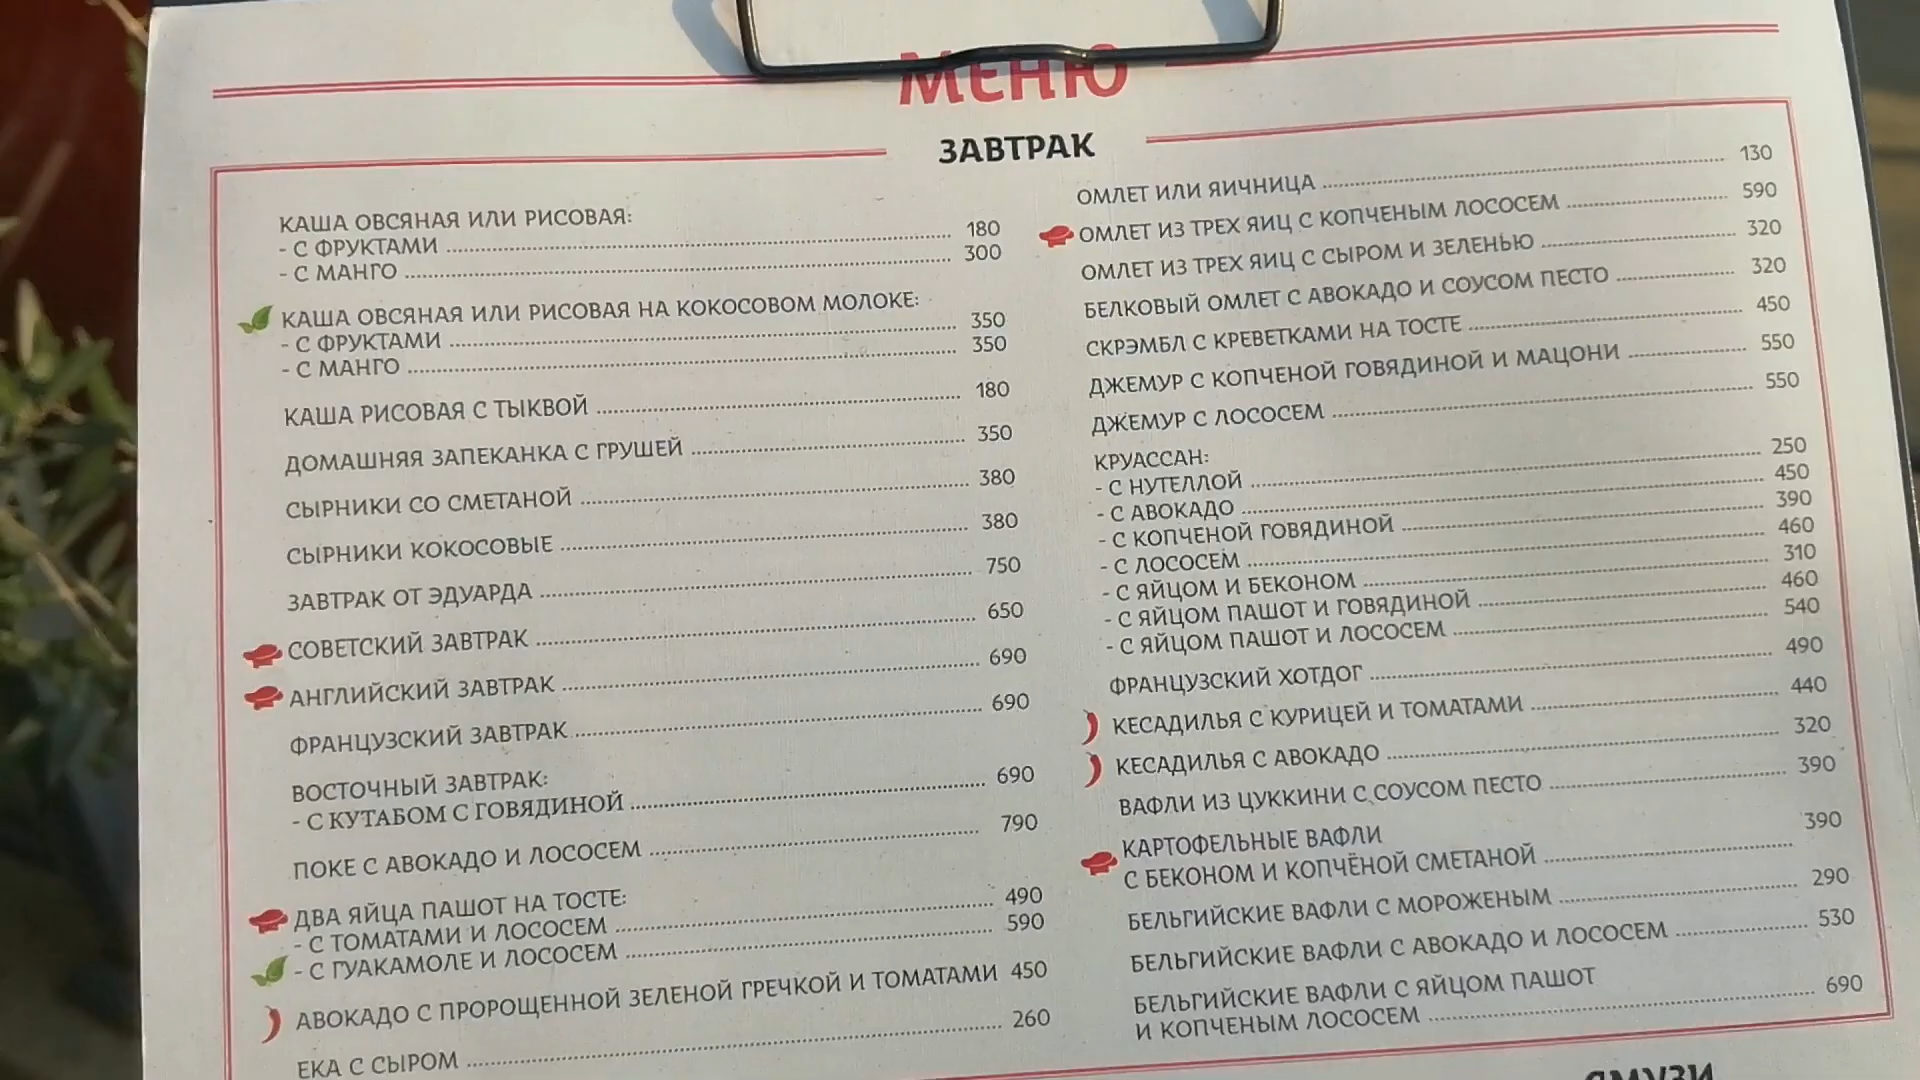 МЕНЮ
ЗАВТРАК
КАША ОВСЯНАЯ ИЛИ РИСОВАЯ:
- С ФРУКТАМИ 180
- С МАНГО 300
КАША ОВСЯНАЯ ИЛИ РИСОВАЯ НА КОКОСОВОМ МОЛОКЕ:
- С ФРУКТАМИ 350
- С МАНГО 350
КАША РИСОВАЯ С ТЫКВОЙ 180
ДОМАШНЯЯ ЗАПЕКАНКА С ГРУШЕЙ 350
СЫРНИКИ СО СМЕТАНОЙ 380
СЫРНИКИ КОКОСОВЫЕ 380
ЗАВТРАК ОТ ЭДУАРДА 750
СОВЕТСКИЙ ЗАВТРАК 650
АНГЛИЙСКИЙ ЗАВТРАК 690
ФРАНЦУЗСКИЙ ЗАВТРАК 690
ВОСТОЧНЫЙ ЗАВТРАК:
- С КУТАБОМ С ГОВЯДИНОЙ 690
ПОКЕ С АВОКАДО И ЛОСОСЕМ 790
ДВА ЯЙЦА ПАШОТ НА ТОСТЕ:
- С ТОМАТАМИ И ЛОСОСЕМ 490
- С ГУАКАМОЛЕ И ЛОСОСЕМ 590
АВОКАДО С ПРОРОЩЕННОЙ ЗЕЛЕНОЙ ГРЕЧКОЙ И ТОМАТАМИ 450
ЕКА С СЫРОМ 260
ОМЛЕТ ИЛИ ЯИЧНИЦА 130
ОМЛЕТ ИЗ ТРЕХ ЯИЦ С КОПЧЕНЫМ ЛОСОСЕМ 590
ОМЛЕТ ИЗ ТРЕХ ЯИЦ С СЫРОМ И ЗЕЛЕНЬЮ 320
БЕЛКОВЫЙ ОМЛЕТ С АВОКАДО И СОУСОМ ПЕСТО 320
СКРЭМБЛ С КРЕВЕТКАМИ НА ТОСТЕ 450
ДЖЕМУР С КОПЧЕНОЙ ГОВЯДИНОЙ И МАЦОНИ 550
ДЖЕМУР С ЛОСОСЕМ 550
КРУАССАН:
- С НУТЕЛЛОЙ 250
- С АВОКАДО 450
- С КОПЧЕНОЙ ГОВЯДИНОЙ 390
- С ЛОСОСЕМ 460
- С ЯЙЦОМ И БЕКОНОМ 310
- С ЯЙЦОМ ПАШОТ И ГОВЯДИНОЙ 460
- С ЯЙЦОМ ПАШОТ И ЛОСОСЕМ 540
ФРАНЦУЗСКИЙ ХОТДОГ 490
КЕСАДИЛЬЯ С КУРИЦЕЙ И ТОМАТАМИ 440
КЕСАДИЛЬЯ С АВОКАДО 320
ВАФЛИ ИЗ ЦУККИНИ С СОУСОМ ПЕСТО 390
КАРТОФЕЛЬНЫЕ ВАФЛИ
С БЕКОНОМ И КОПЧЁНОЙ СМЕТАНОЙ 390
БЕЛЬГИЙСКИЕ ВАФЛИ С МОРОЖЕНЫМ 290
БЕЛЬГИЙСКИЕ ВАФЛИ С АВОКАДО И ЛОСОСЕМ 530
БЕЛЬГИЙСКИЕ ВАФЛИ С ЯЙЦОМ ПАШОТ
И КОПЧЕНЫМ ЛОСОСЕМ 690